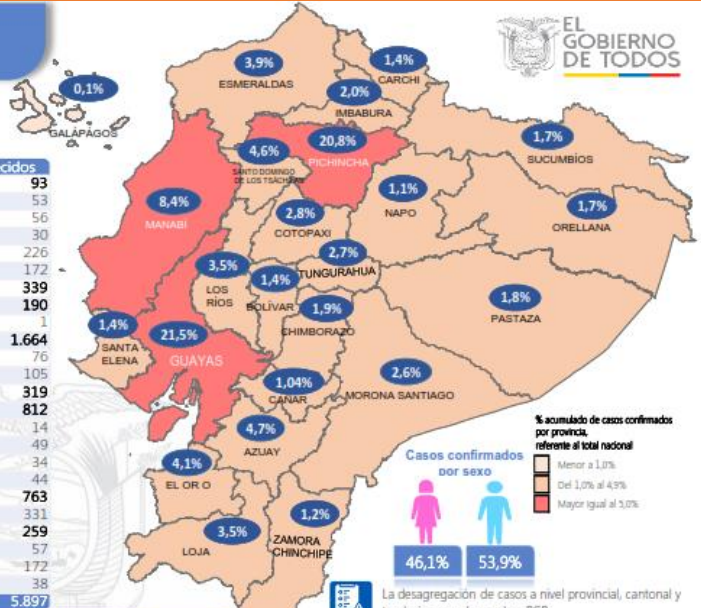 EL
GOBIERNO
DE TODOS
3,9%
ESMERALDAS
1,4%
CARCHI
0,1%
GALÁPAGOS
2,0%
IMBABURA
20,8%
PICHINCHA
1,7%
SUCUMBÍOS
4,6%
SANTO DOMINGO
DE LOS TSÁCHILAS
8,4%
MANABI
1,1%
NAPO
1,7%
ORELLANA
2,8%
COTOPAXI
2,7%
TUNGURAHUA
3,5%
LOS
RÍOS
1,4%
BOLÍVAR
1,9%
CHIMBORAZO
1,8%
PASTAZA
1,4%
SANTA
ELENA
21,5%
GUAYAS
1,04%
CAÑAR
2,6%
MORONA SANTIAGO
4,7%
AZUAY
4,1%
EL OR O
3,5%
LOJA
1,2%
ZAMORA
CHINCHIPE
cidos
93
53
56
30
226
172
339
190
1
1.664
76
105
319
812
14
49
34
44
763
331
259
57
172
38
5.897
% acumulado de casos confirmados
por provincia,
referente al total nacional
Menor a 1,0%
Del 1,0% al 4,9%
Mayor igual al 5,0%
Casos confirmados
por sexo
46,1%
53,9%
La desagregación de casos a nivel provincial, cantonal y